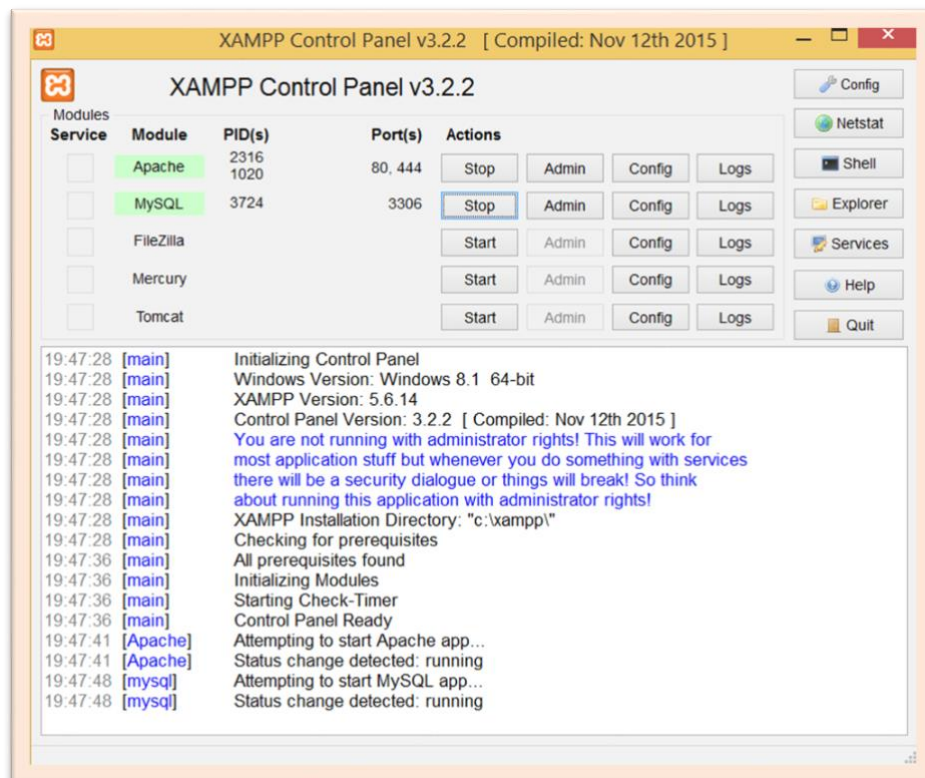 XAMPP Control Panel v3.2.2 [ Compiled: Nov 12th 2015 ]
XAMPP Control Panel v3.2.2
Config
Modules
Service Module PID(s) Port(s) Actions
Netstat
Apache 2316 1020 80, 444 Stop Admin Config Logs
Shell
MySQL 3724 3306 Stop Admin Config Logs
Explorer
FileZilla Start Admin Config Logs
Services
Mercury Start Admin Config Logs
Help
Tomcat Start Admin Config Logs
Quit
19:47:28 [main] Initializing Control Panel
19:47:28 [main] Windows Version: Windows 8.1 64-bit
19:47:28 [main] XAMPP Version: 5.6.14
19:47:28 [main] Control Panel Version: 3.2.2 [ Compiled: Nov 12th 2015 ]
19:47:28 [main] You are not running with administrator rights! This will work for
19:47:28 [main] most application stuff but whenever you do something with services
19:47:28 [main] there will be a security dialogue or things will break! So think
19:47:28 [main] about running this application with administrator rights!
19:47:28 [main] XAMPP Installation Directory: "c:\xampp\"
19:47:28 [main] Checking for prerequisites
19:47:36 [main] All prerequisites found
19:47:36 [main] Initializing Modules
19:47:36 [main] Starting Check-Timer
19:47:36 [main] Control Panel Ready
19:47:41 [Apache] Attempting to start Apache app...
19:47:41 [Apache] Status change detected: running
19:47:48 [mysql] Attempting to start MySQL app...
19:47:48 [mysql] Status change detected: running